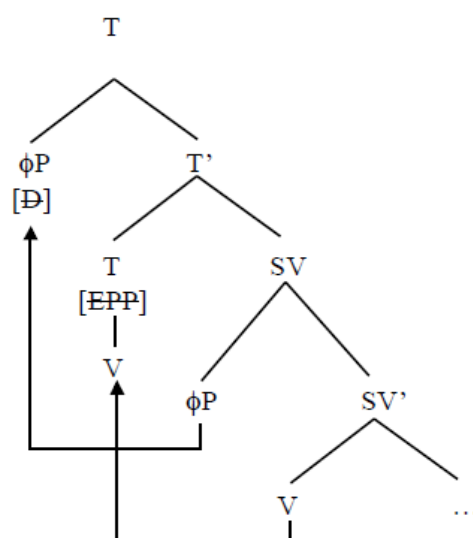 T
ϕP T’
[D]
T SV
[EPP]
V
ϕP SV’
V ..